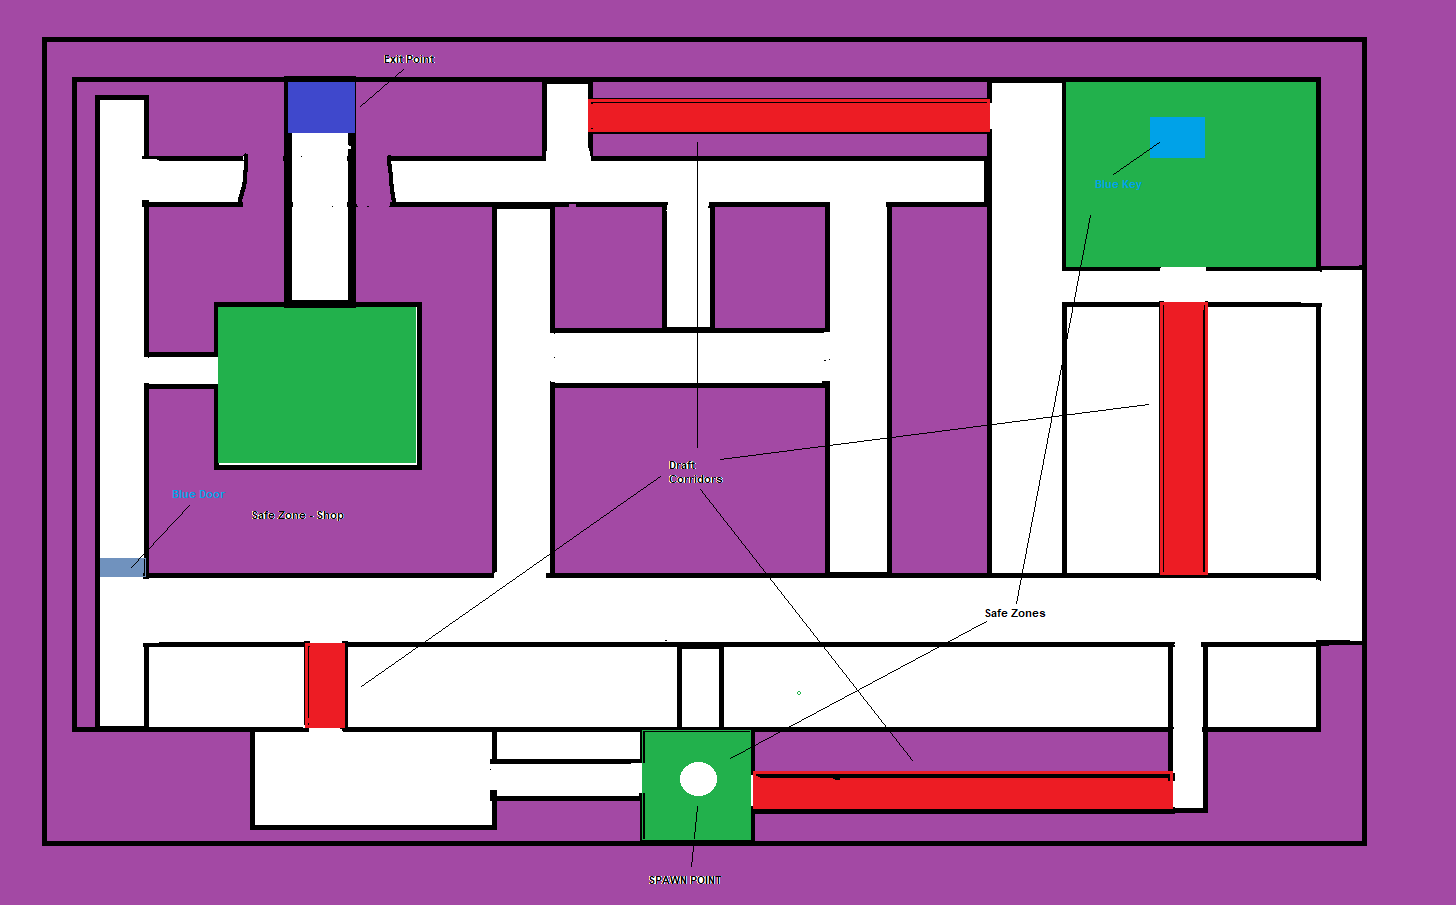 Exit Point
Blue Key
Draft
Corridors
Blue Door
Safe Zone - Shop
Safe Zones
SPAWN POINT